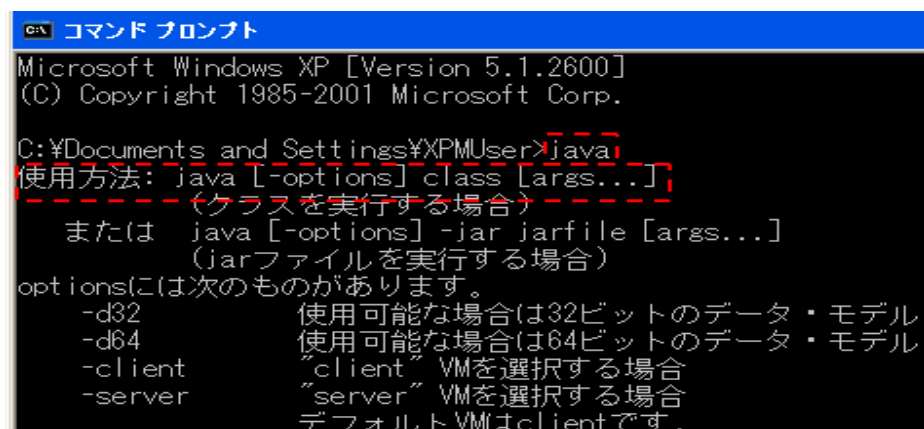 コマンド プロンプト
Microsoft Windows XP [Version 5.1.2600]
(C) Copyright 1985-2001 Microsoft Corp.
C:¥Documents and Settings¥XPMUser>java
使用方法: java [-options] class [args...]
(クラスを実行する場合)
または java [-options] -jar jarfile [args...]
(jarファイルを実行する場合)
optionsには次のものがあります。
-d32 使用可能な場合は32ビットのデータ・モデル
-d64 使用可能な場合は64ビットのデータ・モデル
-client "client" VMを選択する場合
-server "server" VMを選択する場合
デフォルトVMはclientです.